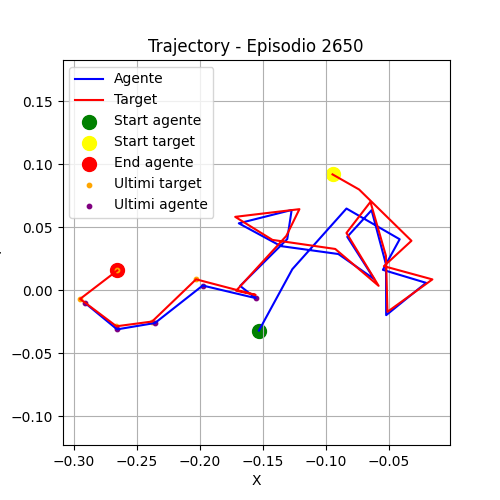 Trajectory - Episodio 2650
Agente
Target
Start agente
Start target
End agente
Ultimi target
Ultimi agente
0.15
0.10
0.05
0.00
−0.05
−0.10
−0.30 −0.25 −0.20 −0.15 −0.10 −0.05
X